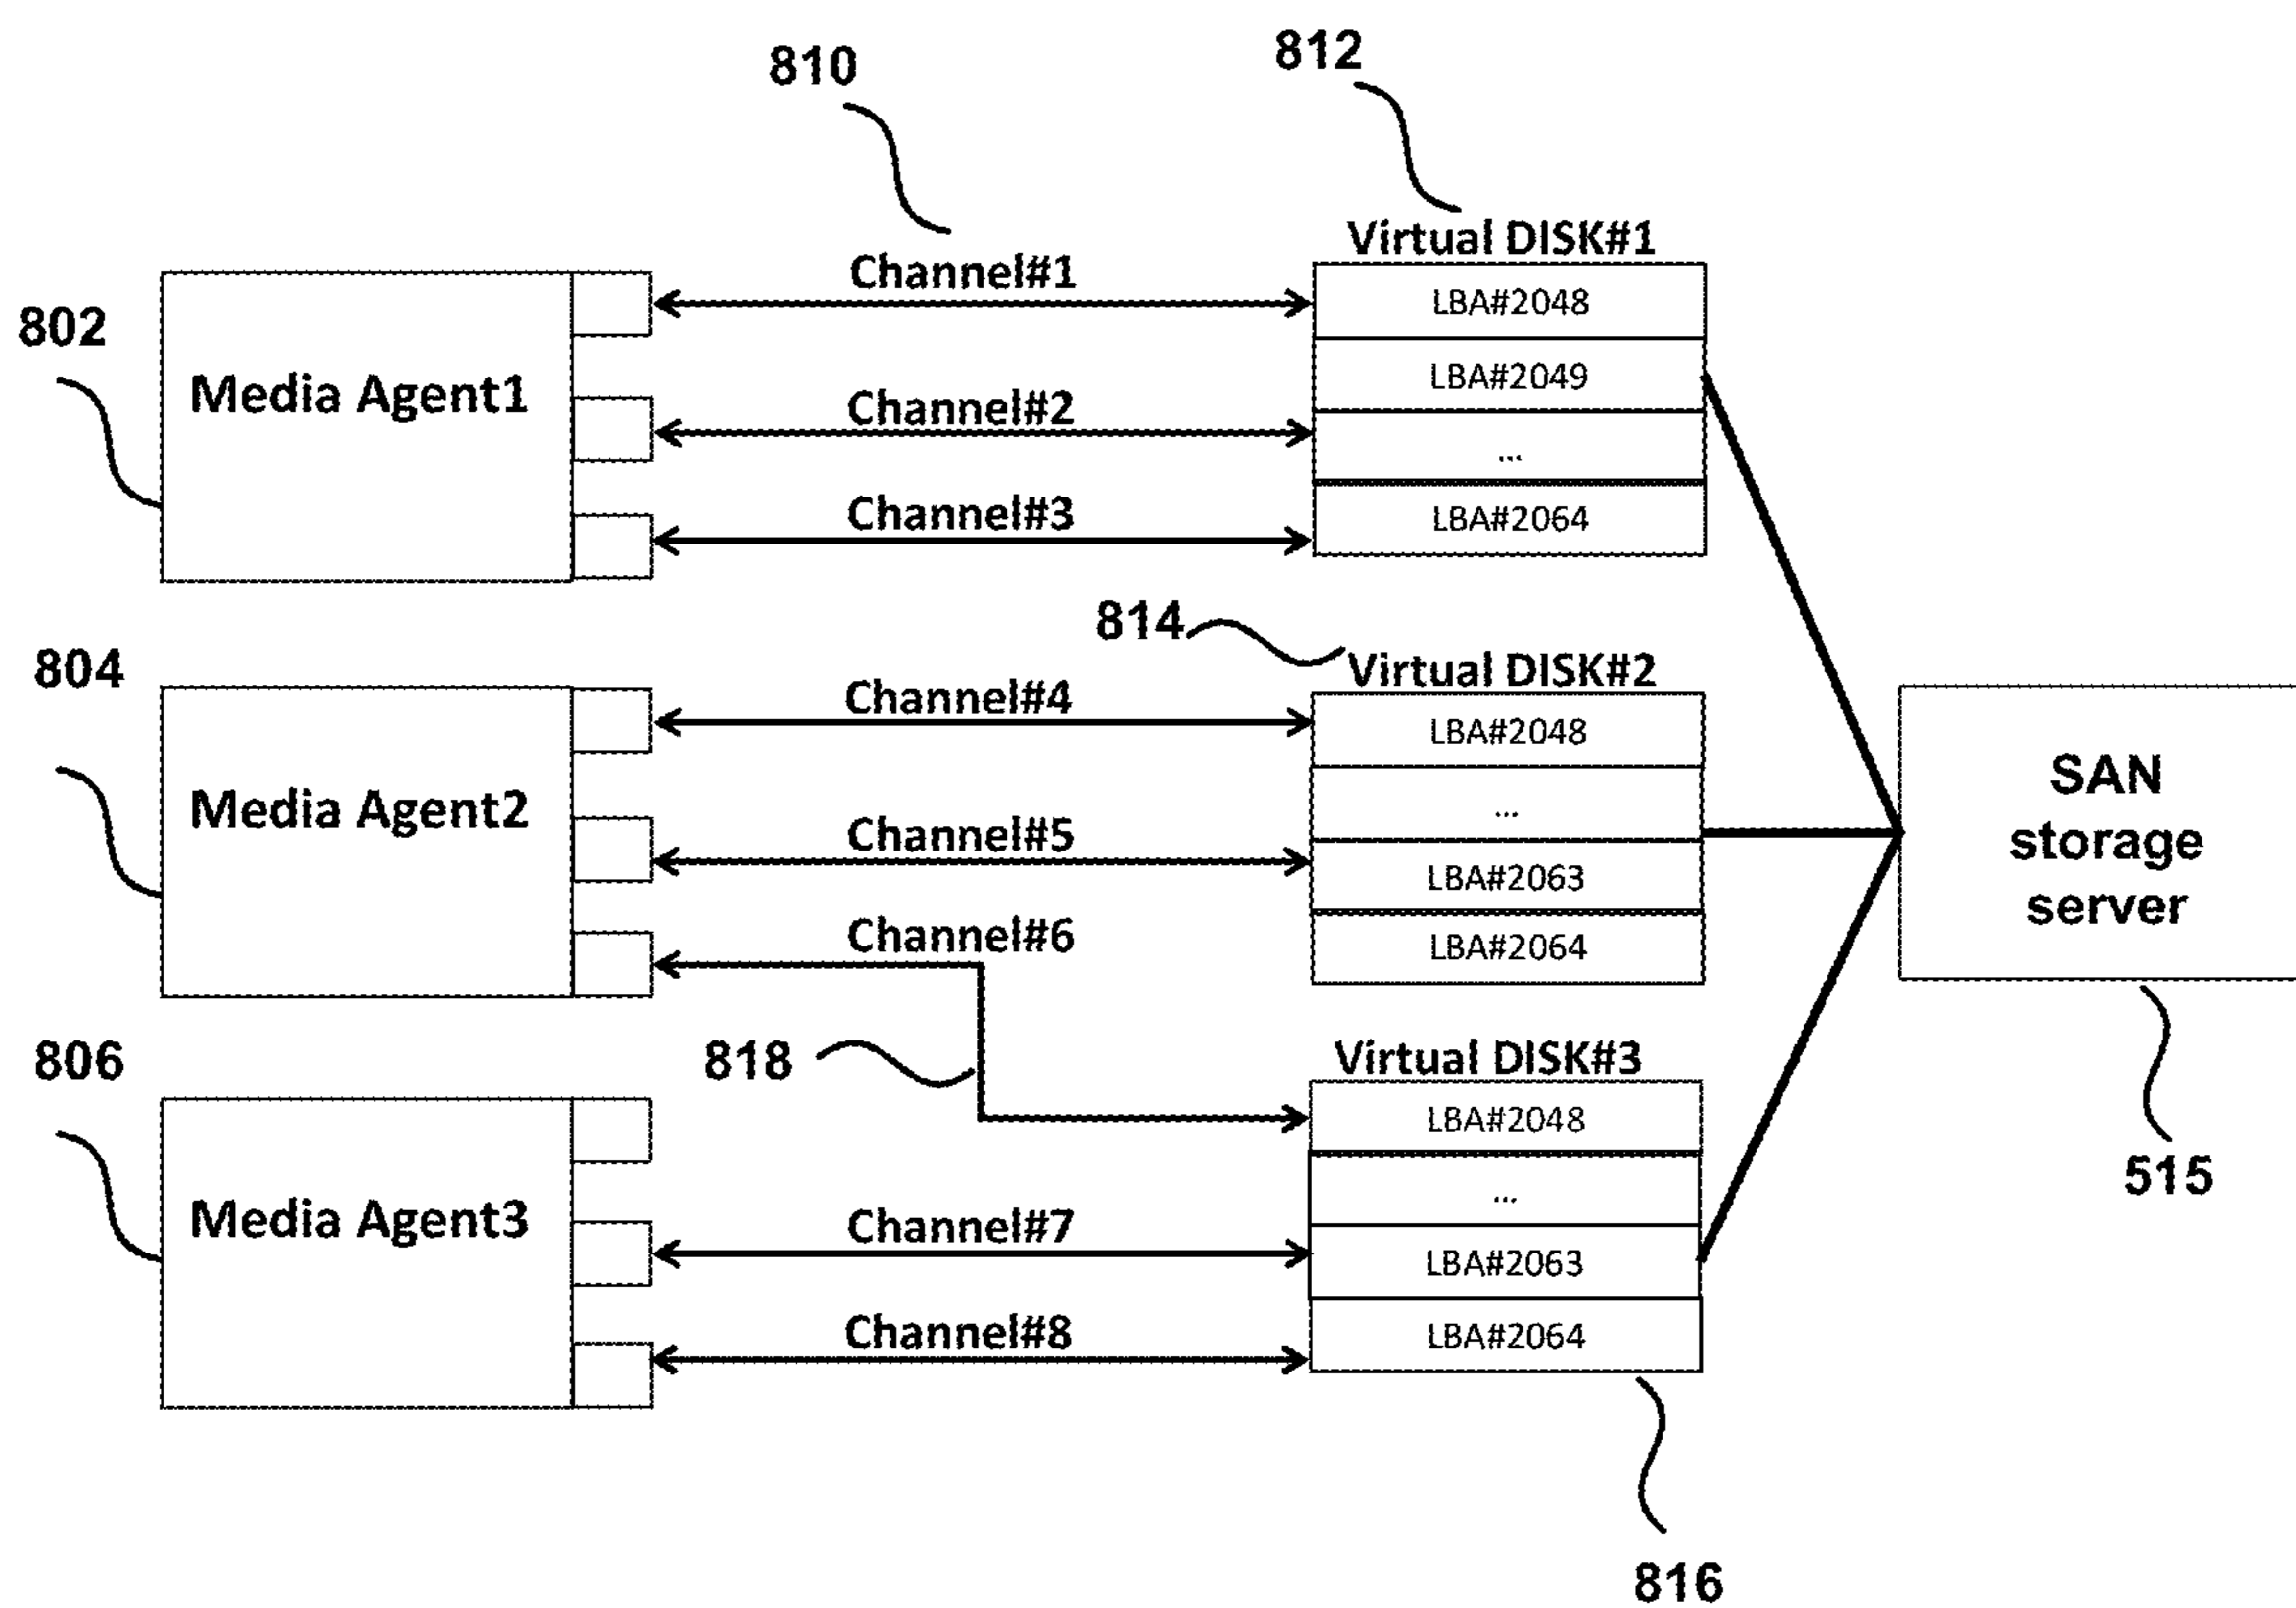 812
810
Virtual DISK#1
Channel#1
LBA#2048
802
LBA#2049
Media Agent1
Channel#2
...
Channel#3
LBA#2064
814
804
Virtual DISK#2
Channel#4
LBA#2048
SAN
storage
server
Media Agent2
...
Channel#5
LBA#2063
Channel#6
LBA#2064
806
818
Virtual DISK#3
LBA#2048
515
...
Media Agent3
Channel#7
LBA#2063
Channel#8
LBA#2064
816